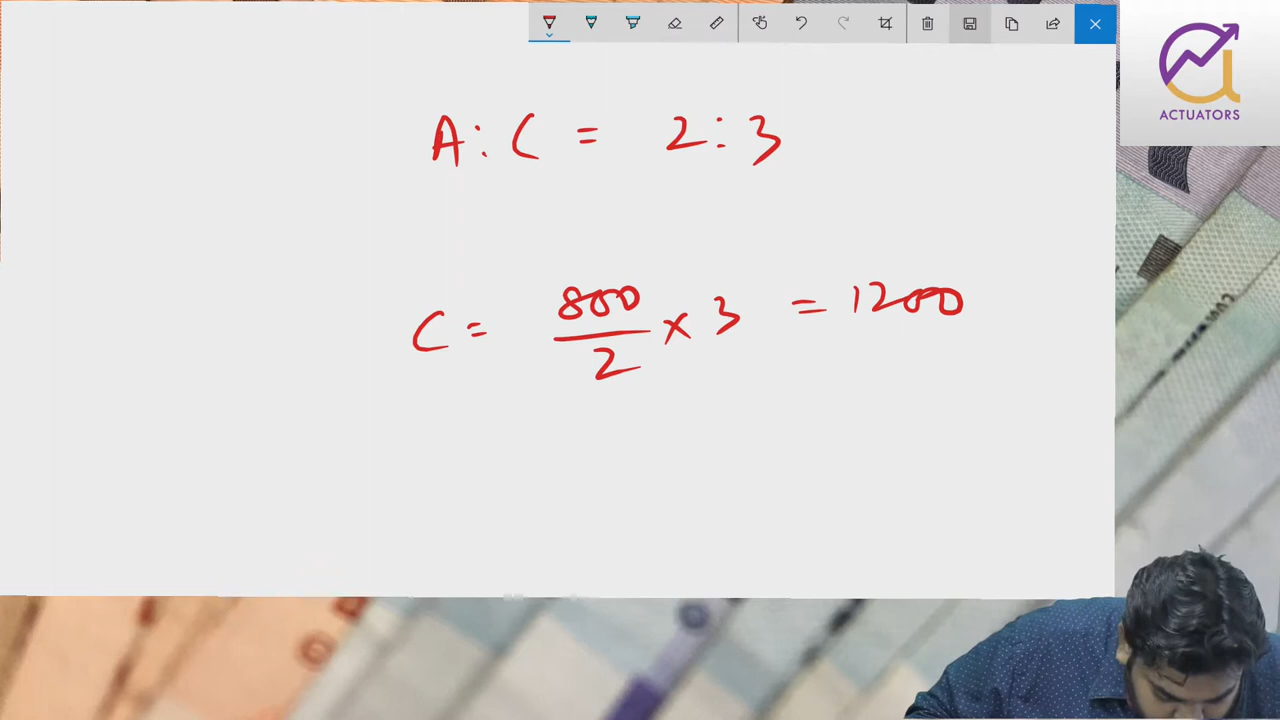 ACTUATORS
A : C = 2 : 3
C = 800/2 × 3 = 1200